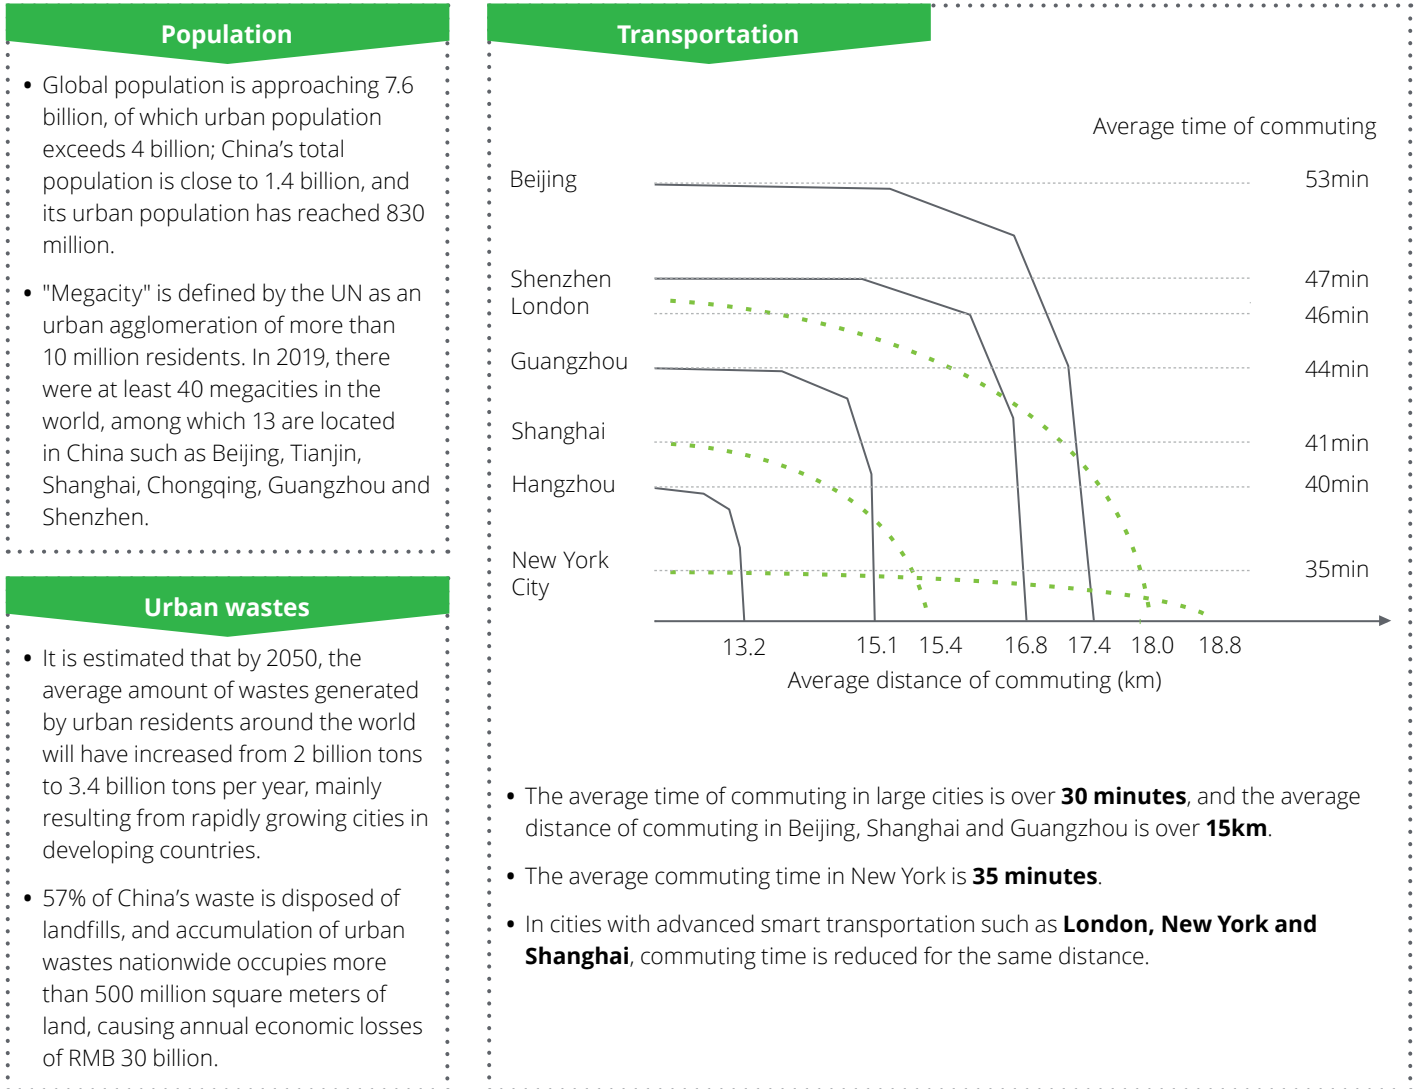 Population
• Global population is approaching 7.6
billion, of which urban population
exceeds 4 billion; China's total
population is close to 1.4 billion, and
its urban population has reached 830
million.
• "Megacity" is defined by the UN as an
urban agglomeration of more than
10 million residents. In 2019, there
were at least 40 megacities in the
world, among which 13 are located
in China such as Beijing, Tianjin,
Shanghai, Chongqing, Guangzhou and
Shenzhen.
Urban wastes
• It is estimated that by 2050, the
average amount of wastes generated
by urban residents around the world
will have increased from 2 billion tons
to 3.4 billion tons per year, mainly
resulting from rapidly growing cities in
developing countries.
• 57% of China's waste is disposed of
landfills, and accumulation of urban
wastes nationwide occupies more
than 500 million square meters of
land, causing annual economic losses
of RMB 30 billion.
Transportation
Average time of commuting
Beijing 53min
Shenzhen 47min
London 46min
Guangzhou 44min
Shanghai 41min
Hangzhou 40min
New York 35min
City
13.2 15.1 15.4 16.8 17.4 18.0 18.8
Average distance of commuting (km)
• The average time of commuting in large cities is over 30 minutes, and the average
distance of commuting in Beijing, Shanghai and Guangzhou is over 15km.
• The average commuting time in New York is 35 minutes.
• In cities with advanced smart transportation such as London, New York and
Shanghai, commuting time is reduced for the same distance.